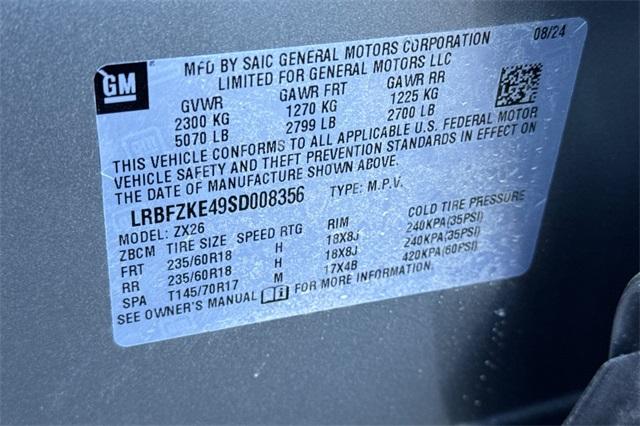 GM
MFD BY SAIC GENERAL MOTORS CORPORATION 08/24
LIMITED FOR GENERAL MOTORS LLC
GVWR GAWR FRT GAWR RR
2300 KG 1270 KG 1225 KG
5070 LB 2799 LB 2700 LB
THIS VEHICLE CONFORMS TO ALL APPLICABLE U.S. FEDERAL MOTOR
VEHICLE SAFETY AND THEFT PREVENTION STANDARDS IN EFFECT ON
THE DATE OF MANUFACTURE SHOWN ABOVE.
LRBFZKE49SD008356 TYPE: M.P.V.
MODEL: ZX26
ZBCM TIRE SIZE SPEED RTG RIM COLD TIRE PRESSURE
FRT 235/60R18 H 18X8J 240KPA(35PSI)
RR 235/60R18 H 18X8J 240KPA(35PSI)
SPA T145/70R17 M 17X4B 420KPA(60PSI)
SEE OWNER'S MANUAL FOR MORE INFORMATION.